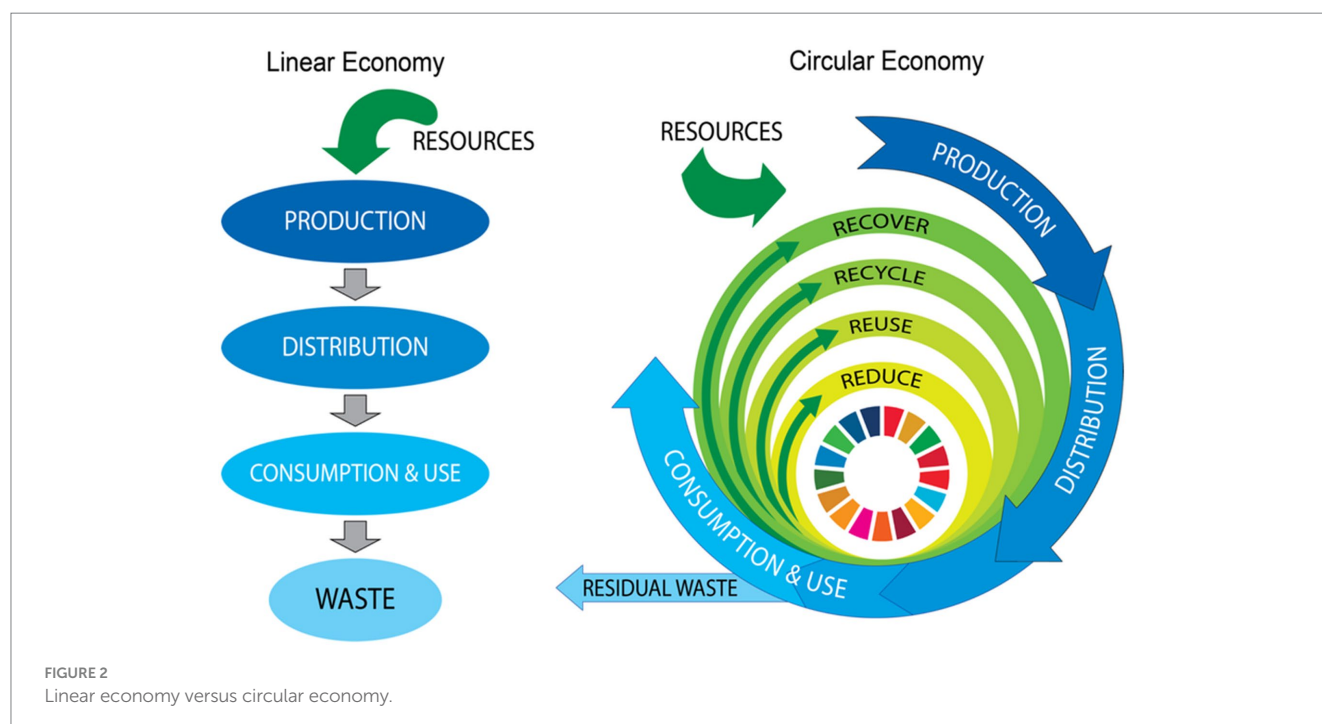 Linear Economy
RESOURCES
PRODUCTION
DISTRIBUTION
CONSUMPTION & USE
WASTE
Circular Economy
RESOURCES
PRODUCTION
DISTRIBUTION
CONSUMPTION & USE
RECOVER
RECYCLE
REUSE
REDUCE
RESIDUAL WASTE
FIGURE 2
Linear economy versus circular economy.